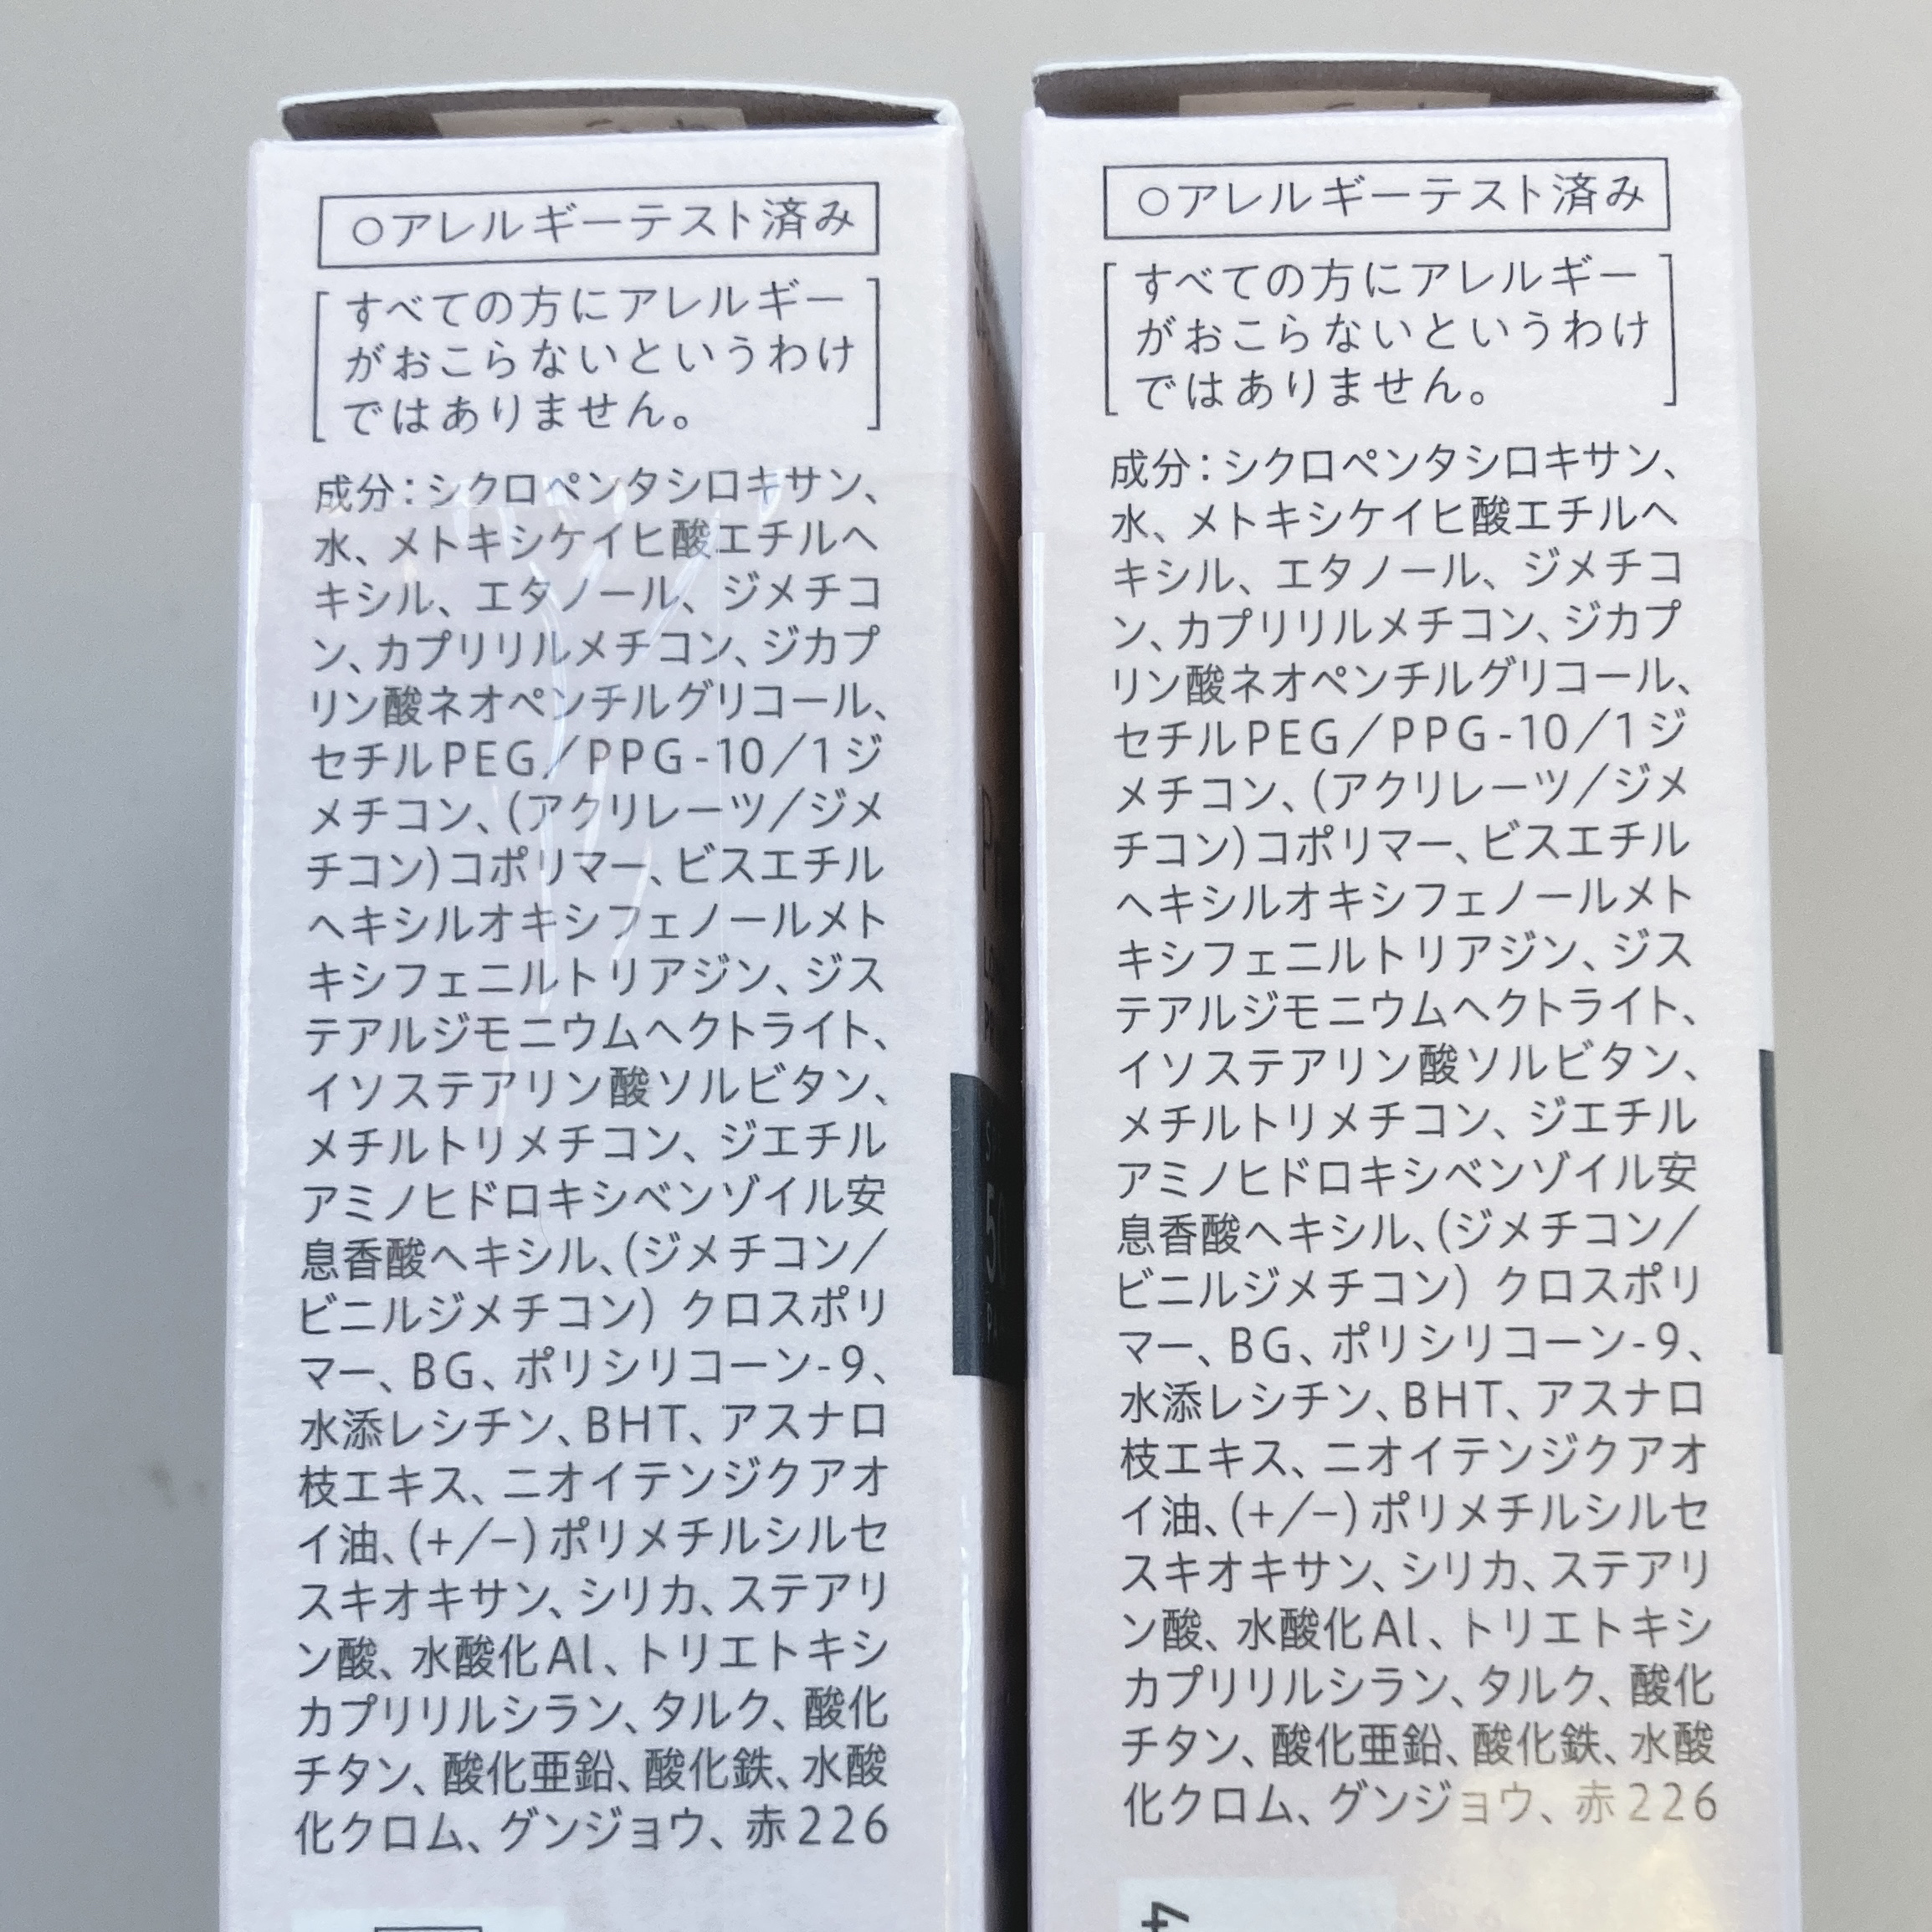 ○アレルギーテスト済み
すべての方にアレルギー
がおこらないというわけ
ではありません。
成分:シクロペンタシロキサン、
水、メトキシケイヒ酸エチルヘ
キシル、エタノール、ジメチコ
ン、カプリリルメチコン、ジカプ
リン酸ネオペンチルグリコール、
セチルPEG/PPG-10/1ジ
メチコン、(アクリレーツ/ジメ
チコン)コポリマー、ビスエチル
ヘキシルオキシフェノールメト
キシフェニルトリアジン、ジス
テアルジモニウムヘクトライト、
イソステアリン酸ソルビタン、
メチルトリメチコン、ジエチル
アミノヒドロキシベンゾイル安
息香酸ヘキシル、(ジメチコン/
ビニルジメチコン)クロスポリ
マー、BG、ポリシリコーン-9、
水添レシチン、BHT、アスナロ
枝エキス、ニオイテンジクアオ
イ油、(+/−)ポリメチルシルセ
スキオキサン、シリカ、ステアリ
ン酸、水酸化Al、トリエトキシ
カプリリルシラン、タルク、酸化
チタン、酸化亜鉛、酸化鉄、水酸
化クロム、グンジョウ、赤226
○アレルギーテスト済み
すべての方にアレルギー
がおこらないというわけ
ではありません。
成分:シクロペンタシロキサン、
水、メトキシケイヒ酸エチルヘ
キシル、エタノール、ジメチコ
ン、カプリリルメチコン、ジカプ
リン酸ネオペンチルグリコール、
セチルPEG/PPG-10/1ジ
メチコン、(アクリレーツ/ジメ
チコン)コポリマー、ビスエチル
ヘキシルオキシフェノールメト
キシフェニルトリアジン、ジス
テアルジモニウムヘクトライト、
イソステアリン酸ソルビタン、
メチルトリメチコン、ジエチル
アミノヒドロキシベンゾイル安
息香酸ヘキシル、(ジメチコン/
ビニルジメチコン)クロスポリ
マー、BG、ポリシリコーン-9、
水添レシチン、BHT、アスナロ
枝エキス、ニオイテンジクアオ
イ油、(+/−)ポリメチルシルセ
スキオキサン、シリカ、ステアリ
ン酸、水酸化Al、トリエトキシ
カプリリルシラン、タルク、酸化
チタン、酸化亜鉛、酸化鉄、水酸
化クロム、グンジョウ、赤226